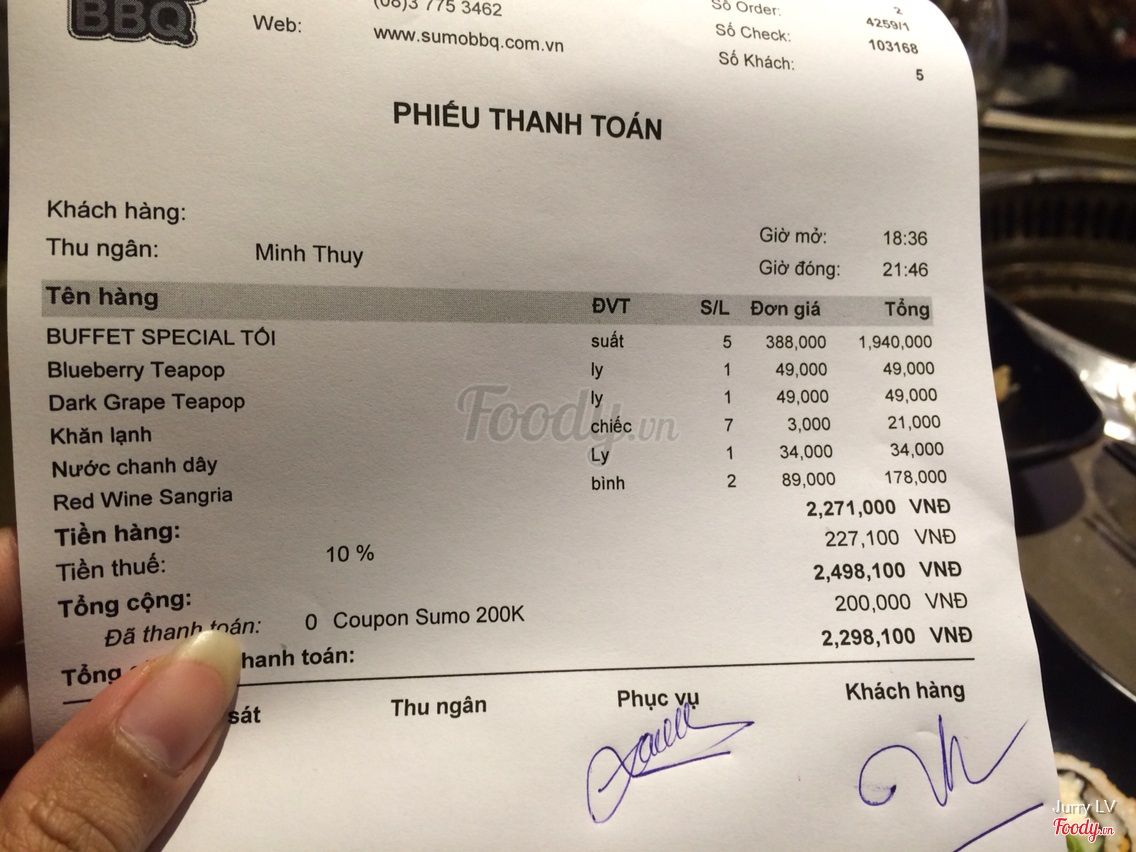 BBQ
(08)3 775 3462
Web: www.sumobbq.com.vn
Số Order: 2
4259/1
Số Check: 103168
Số Khách: 5
PHIẾU THANH TOÁN
Khách hàng:
Thu ngân: Minh Thuy
Giờ mở: 18:36
Giờ đóng: 21:46
Tên hàng ĐVT S/L Đơn giá Tổng
BUFFET SPECIAL TỐI suất 5 388,000 1,940,000
Blueberry Teapop ly 1 49,000 49,000
Dark Grape Teapop ly 1 49,000 49,000
Khăn lạnh chiếc 7 3,000 21,000
Nước chanh dây Ly 1 34,000 34,000
Red Wine Sangria bình 2 89,000 178,000
Tiền hàng: 2,271,000 VNĐ
Tiền thuế: 10 % 227,100 VNĐ
Tổng cộng: 2,498,100 VNĐ
Đã thanh toán: 0 Coupon Sumo 200K 200,000 VNĐ
Tổng hanh toán: 2,298,100 VNĐ
sát Thu ngân Phục vụ Khách hàng
Foody.vn
Jurry LV
Foody.vn